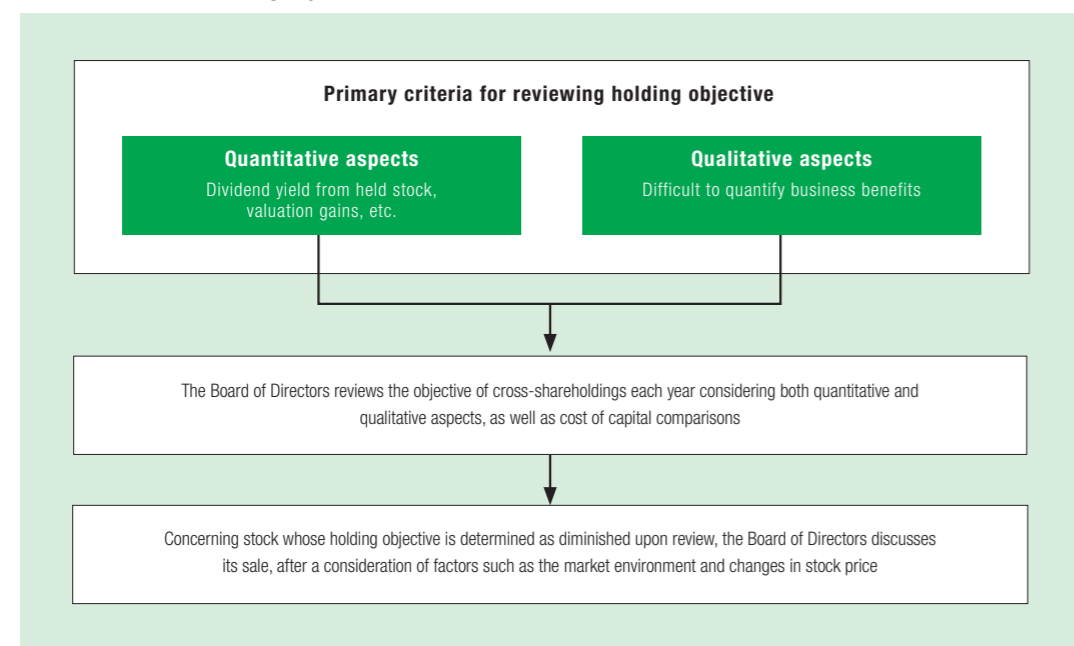 Primary criteria for reviewing holding objective
Quantitative aspects
Dividend yield from held stock,
valuation gains, etc.
Qualitative aspects
Difficult to quantify business benefits
The Board of Directors reviews the objective of cross-shareholdings each year considering both quantitative and
qualitative aspects, as well as cost of capital comparisons
Concerning stock whose holding objective is determined as diminished upon review, the Board of Directors discusses
its sale, after a consideration of factors such as the market environment and changes in stock price